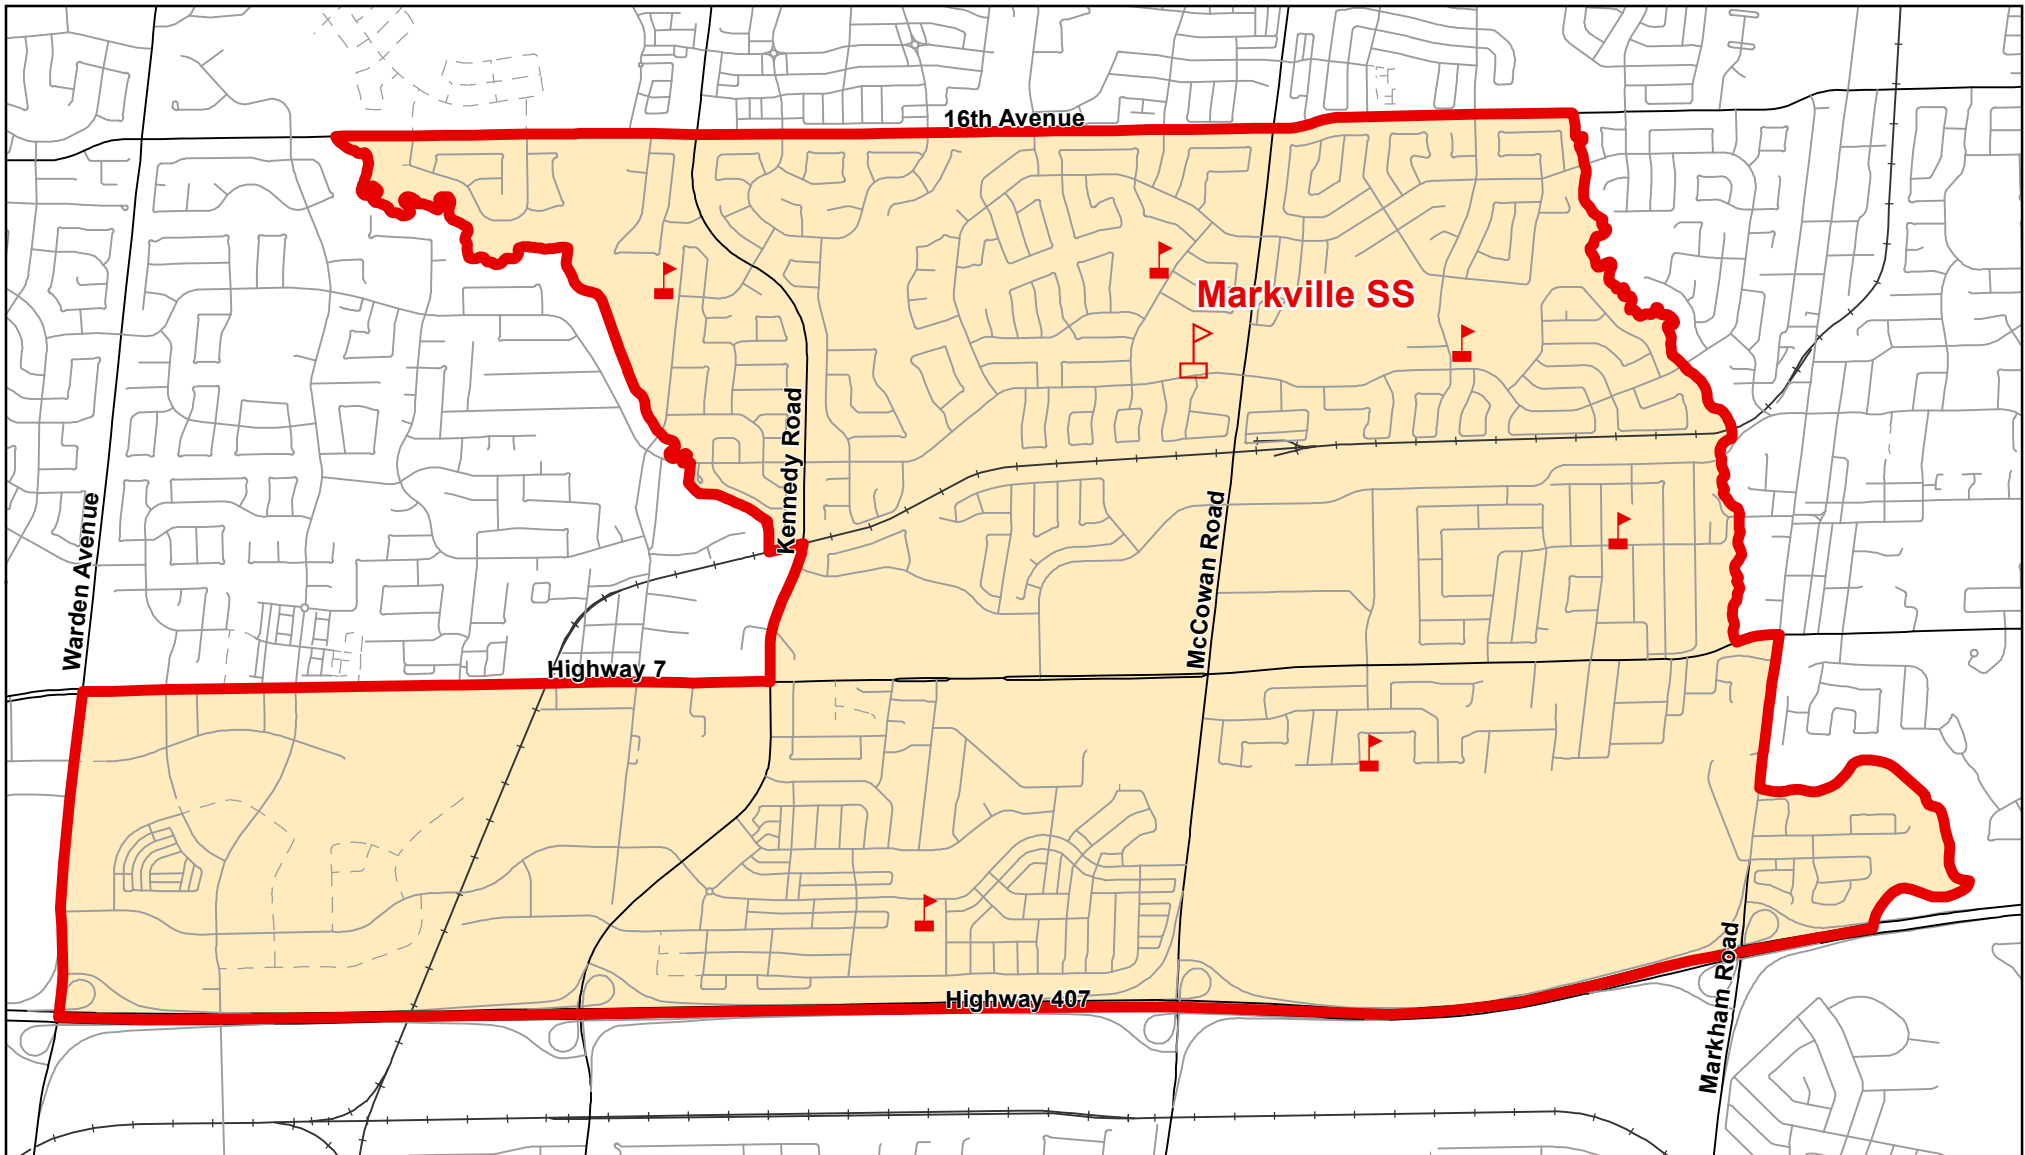 16th Avenue
Markville SS
Kennedy Road
Warden Avenue
McCowan Road
Highway 7
Highway 407
Markham Road